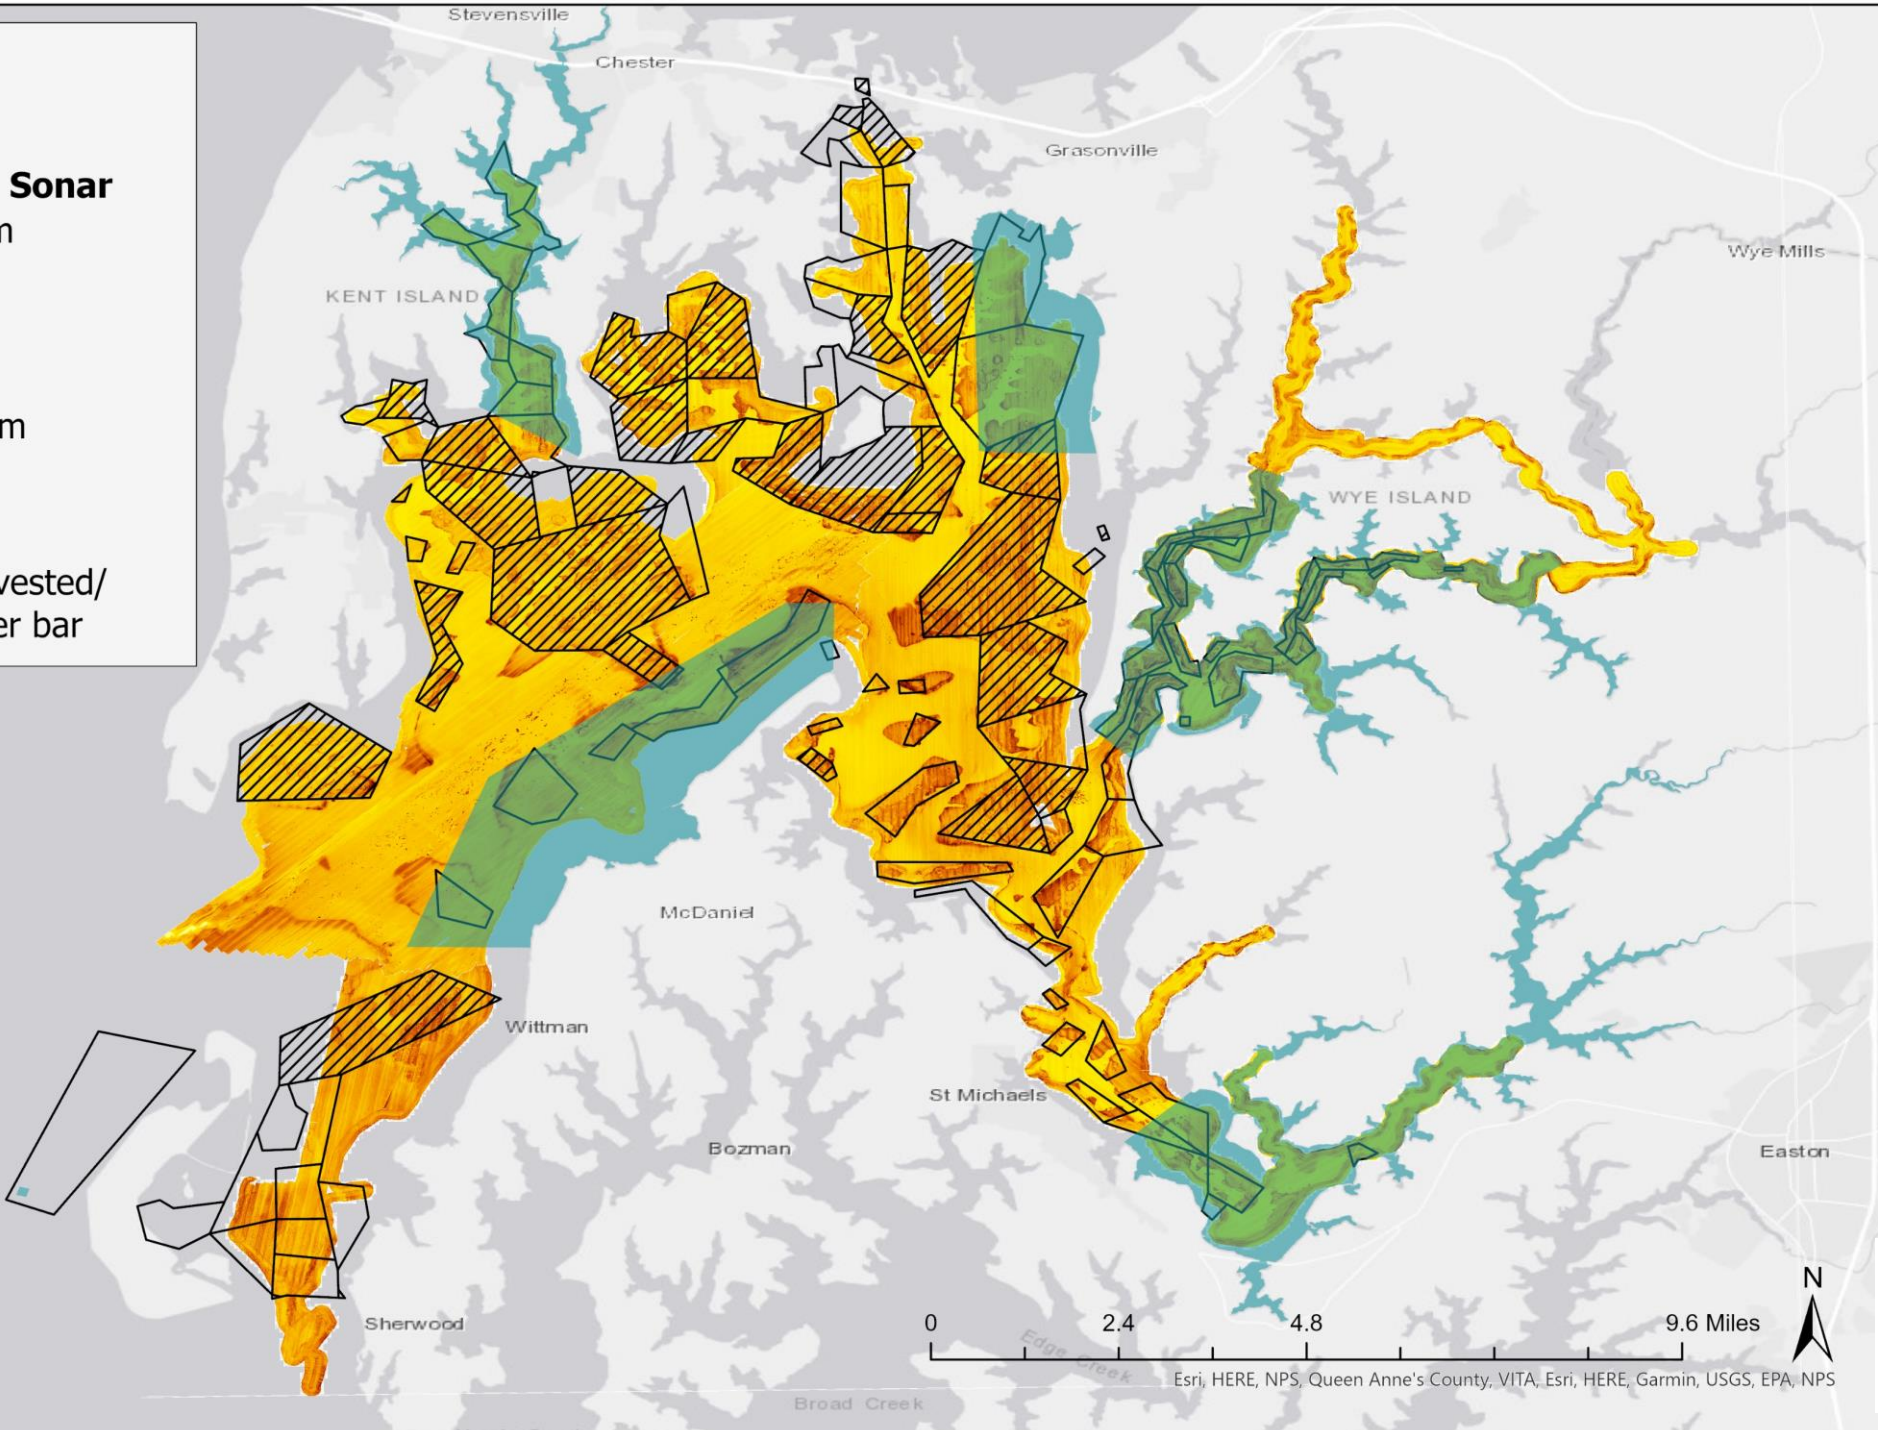 Stevensville
Chester
Sonar
Grasonville
m
Wye Mills
KENT ISLAND
m
WYE ISLAND
vested/
er bar
McDaniel
Wittman
St Michaels
Bozman
Easton
N
Sherwood
0 2.4 4.8 9.6 Miles
Edge Creek
Esri, HERE, NPS, Queen Anne's County, VITA, Esri, HERE, Garmin, USGS, EPA, NPS
Broad Creek